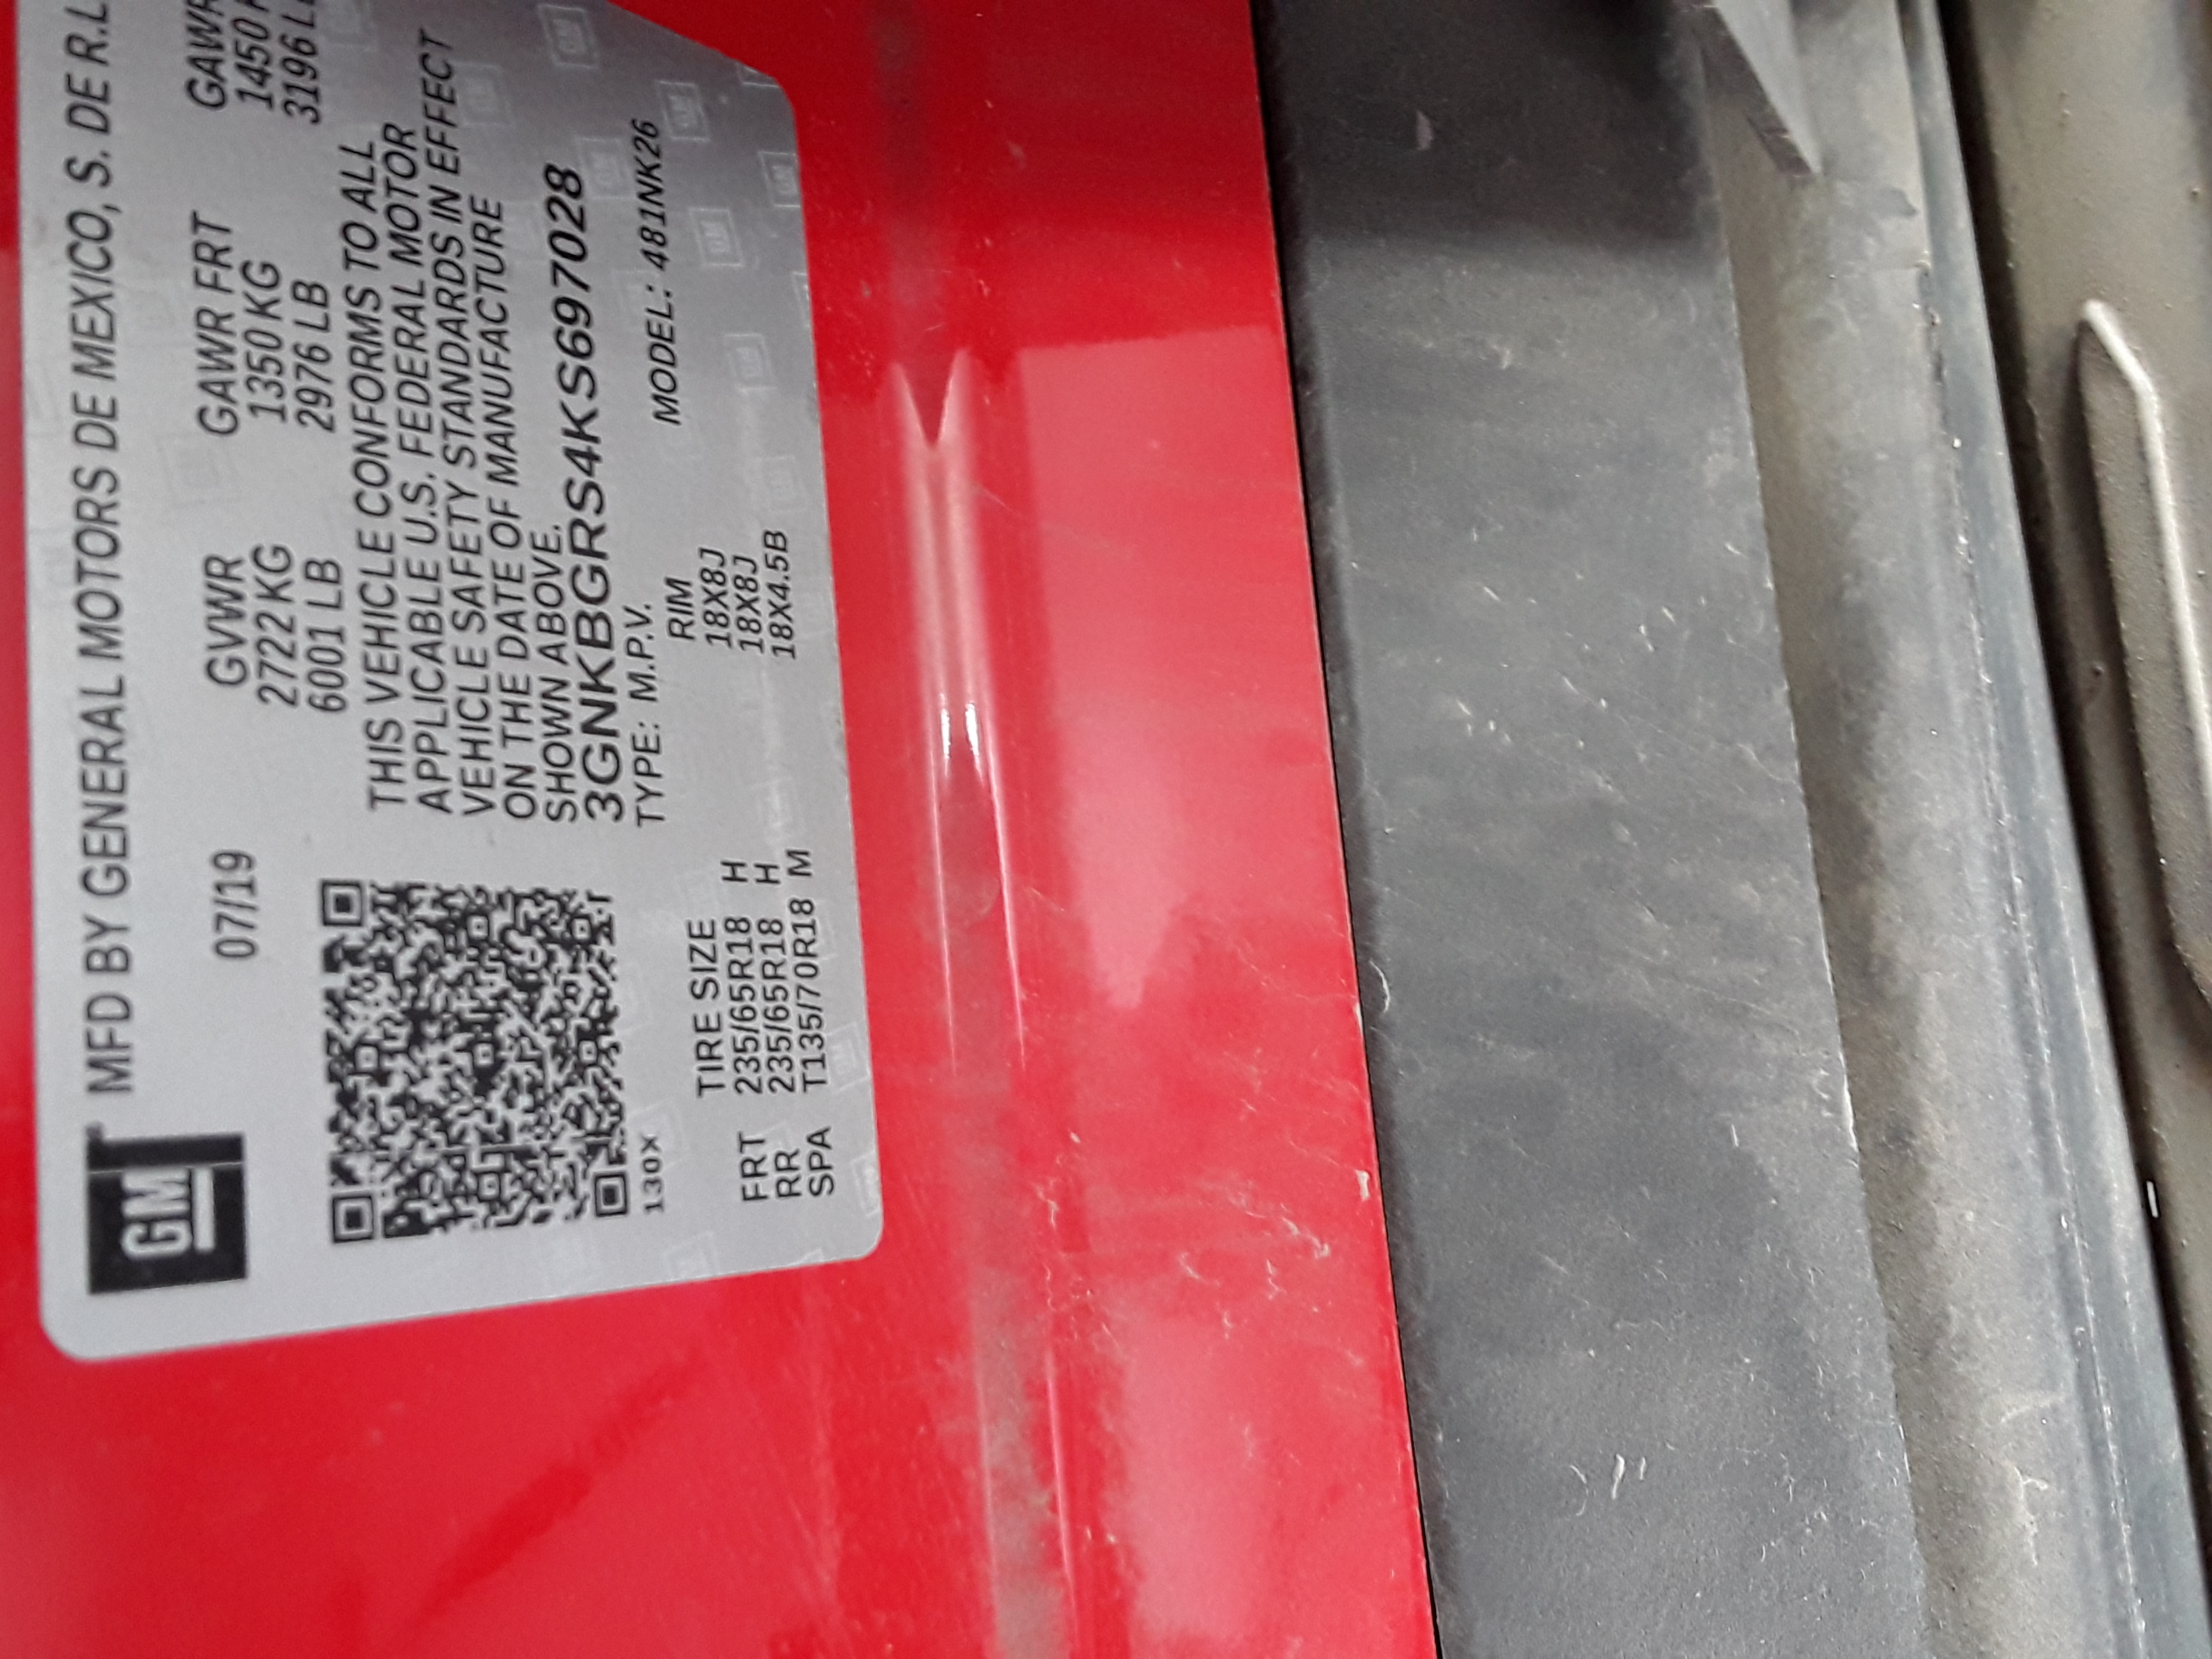 GM
MFD BY GENERAL MOTORS DE MEXICO, S. DE R.L
07/19
GVWR GAWR FRT GAWR
2722 KG 1350 KG 1450
6001 LB 2976 LB 3196
THIS VEHICLE CONFORMS TO ALL
APPLICABLE U.S. FEDERAL MOTOR
VEHICLE SAFETY STANDARDS IN EFFECT
ON THE DATE OF MANUFACTURE
SHOWN ABOVE.
3GNKBGRS4KS697028
TYPE: M.P.V. MODEL: 481NK26
130X
TIRE SIZE RIM
FRT 235/65R18 H 18X8J
RR 235/65R18 H 18X8J
SPA T135/70R18 M 18X4.5B